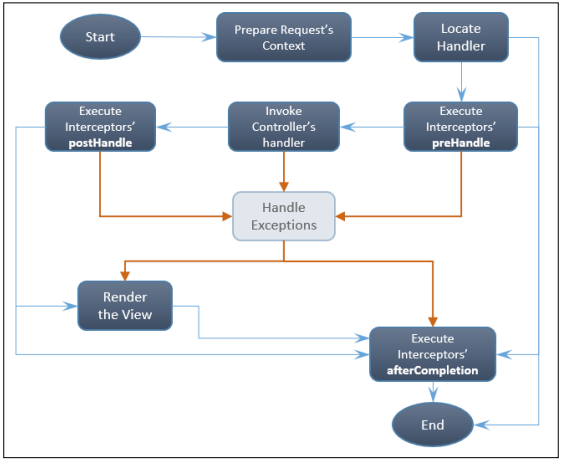 Start
Prepare Request's
Context
Locate
Handler
Execute
Interceptors'
postHandle
Invoke
Controller's
handler
Execute
Interceptors'
preHandle
Handle
Exceptions
Render
the View
Execute
Interceptors'
afterCompletion
End